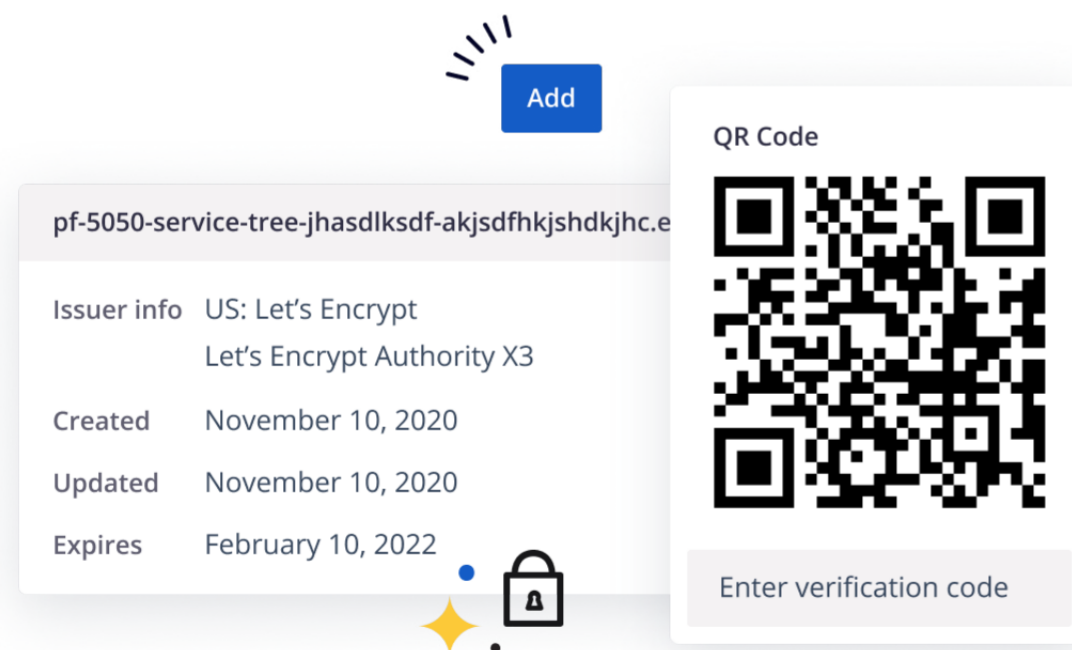 Add
QR Code
pf-5050-service-tree-jhasdlksdf-akjsdfhkjshdkjhc.e
Issuer info US: Let’s Encrypt
Let’s Encrypt Authority X3
Created November 10, 2020
Updated November 10, 2020
Expires February 10, 2022
Enter verification code